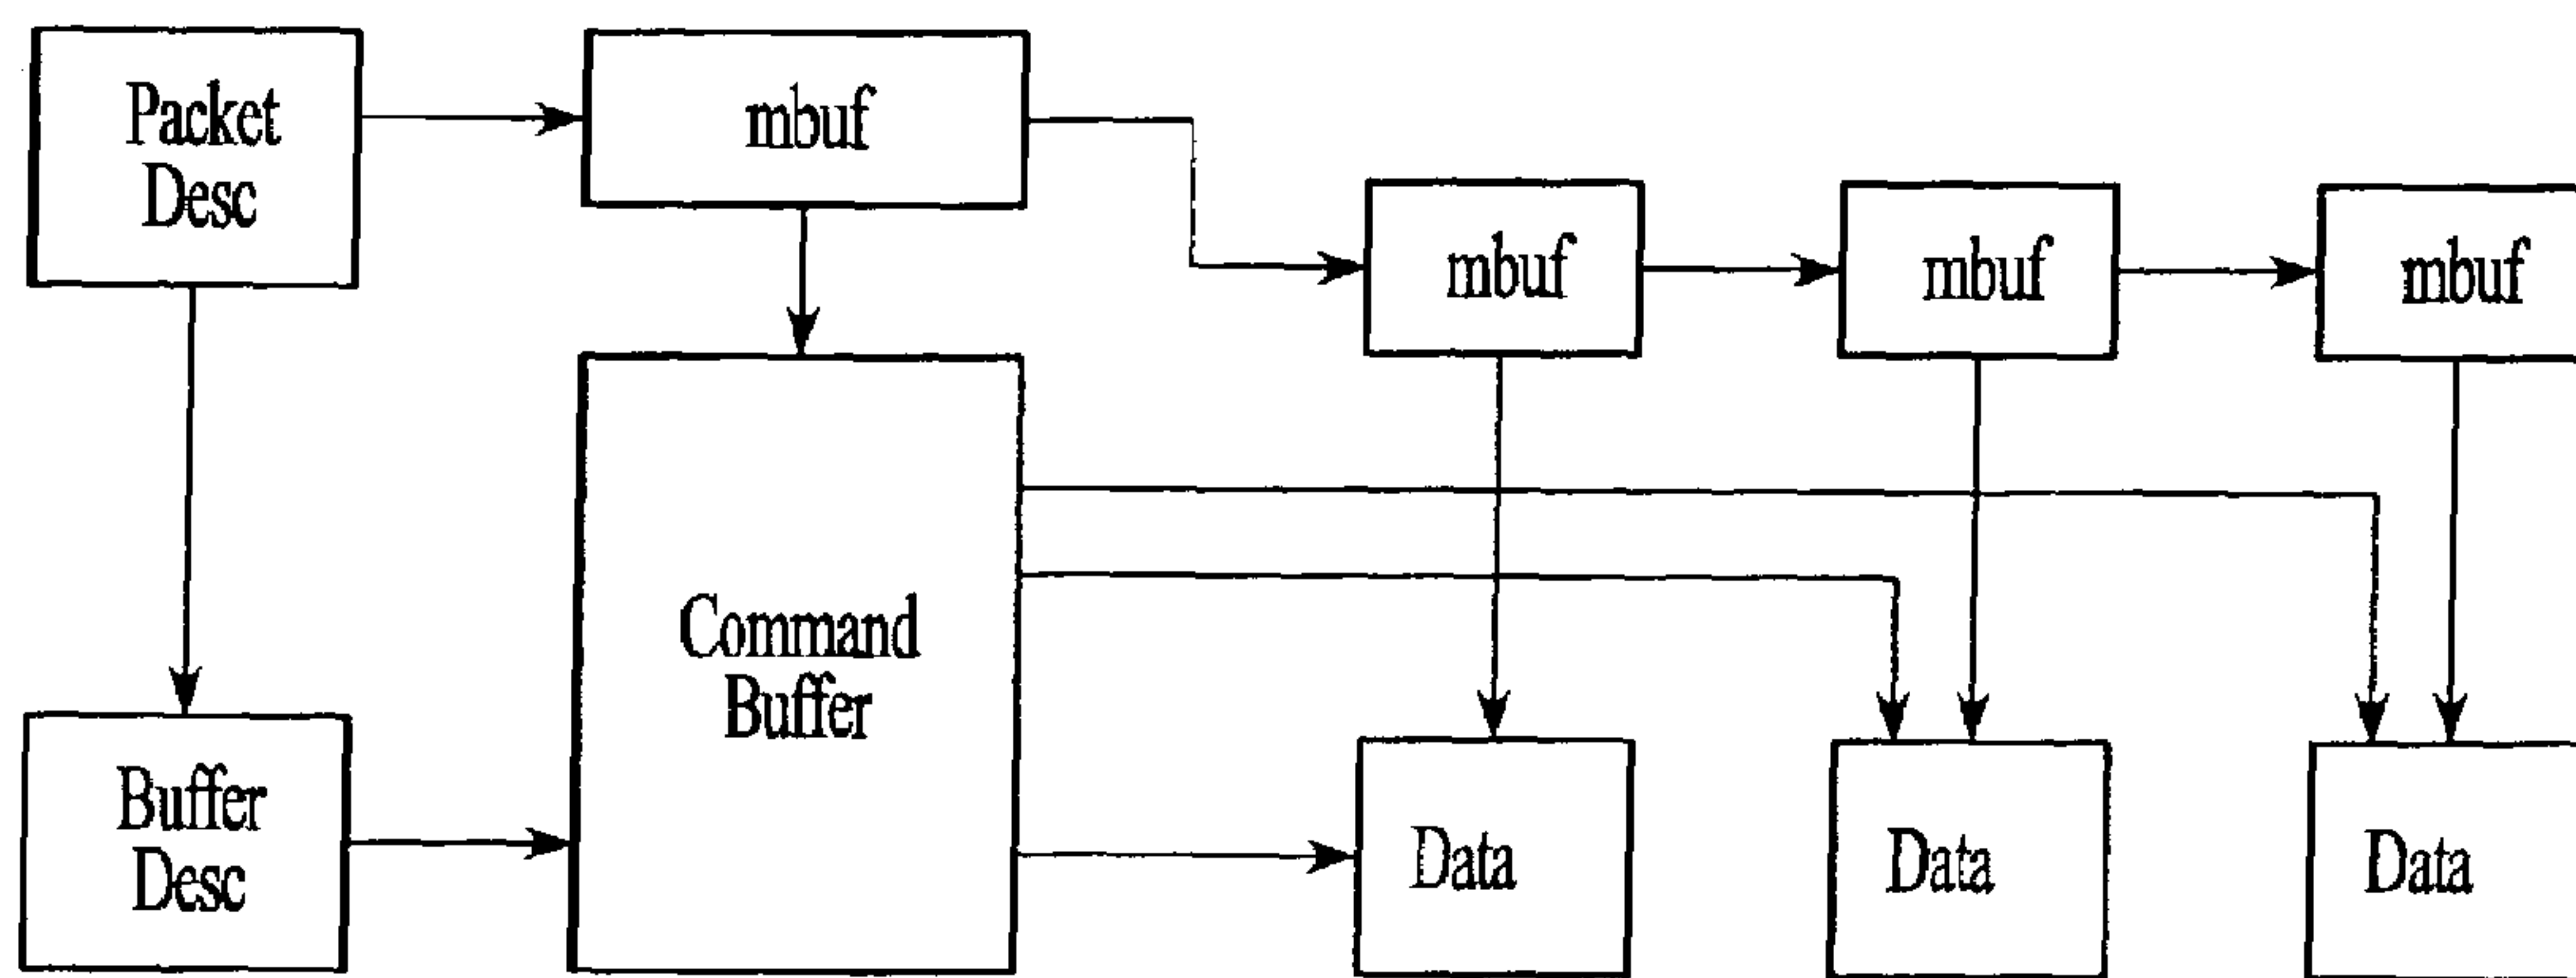 Packet
Desc
mbuf
mbuf
mbuf
mbuf
Command
Buffer
Buffer
Desc
Data
Data
Data